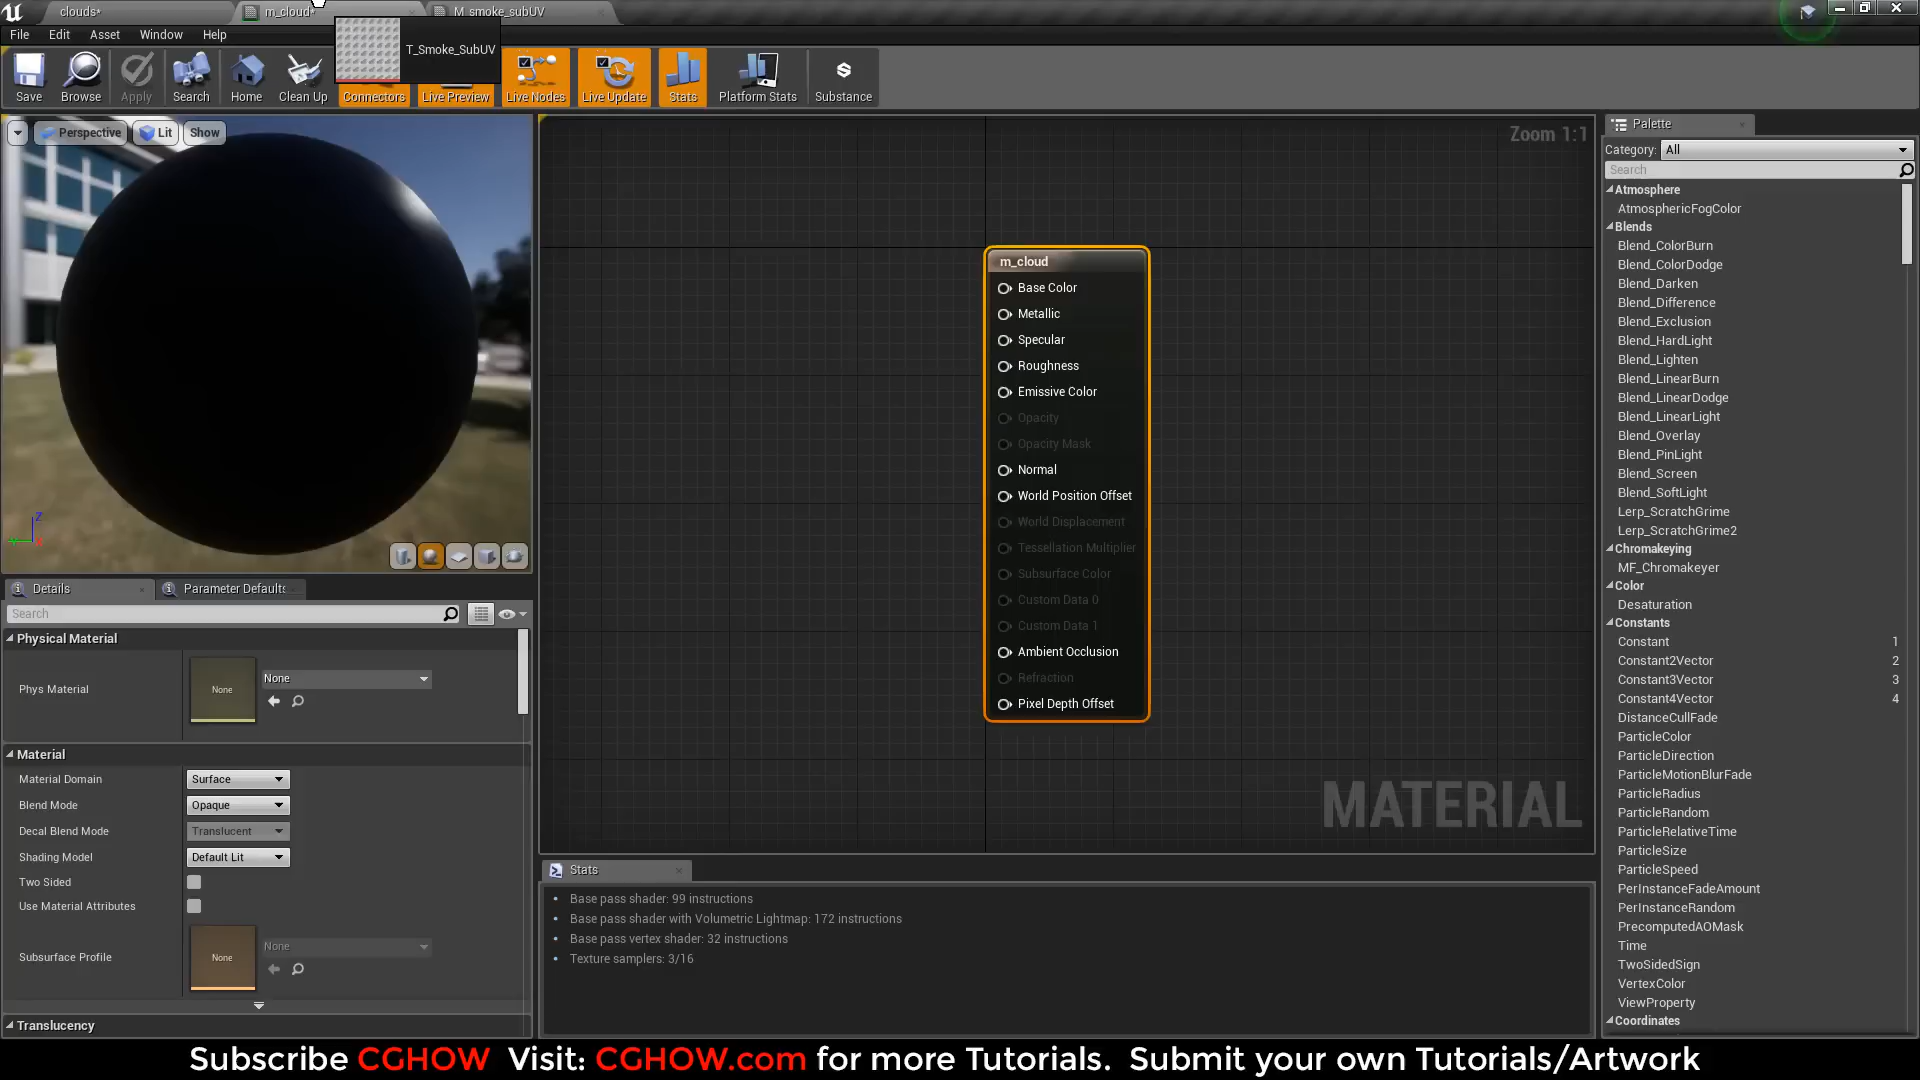 clouds*
m_cloud*
M_smoke_subUV
File Edit Asset Window Help
T_Smoke_SubUV
Save Browse Apply Search Home Clean Up Connectors Live Preview Live Nodes Live Update Stats Platform Stats Substance
Perspective Lit Show
Zoom 1:1
m_cloud
Base Color
Metallic
Specular
Roughness
Emissive Color
Opacity
Opacity Mask
Normal
World Position Offset
World Displacement
Tessellation Multiplier
Subsurface Color
Custom Data 0
Custom Data 1
Ambient Occlusion
Refraction
Pixel Depth Offset
MATERIAL
Z
Details
Parameter Defaults
Search
Physical Material
Phys Material
None
None
Material
Material Domain Surface
Blend Mode Opaque
Decal Blend Mode Translucent
Shading Model Default Lit
Two Sided
Use Material Attributes
Subsurface Profile
None
None
Translucency
Stats
Base pass shader: 99 instructions
Base pass shader with Volumetric Lightmap: 172 instructions
Base pass vertex shader: 32 instructions
Texture samplers: 3/16
Palette
Category: All
Search
Atmosphere
AtmosphericFogColor
Blends
Blend_ColorBurn
Blend_ColorDodge
Blend_Darken
Blend_Difference
Blend_Exclusion
Blend_HardLight
Blend_Lighten
Blend_LinearBurn
Blend_LinearDodge
Blend_LinearLight
Blend_Overlay
Blend_PinLight
Blend_Screen
Blend_SoftLight
Lerp_ScratchGrime
Lerp_ScratchGrime2
Chromakeying
MF_Chromakeyer
Color
Desaturation
Constants
Constant 1
Constant2Vector 2
Constant3Vector 3
Constant4Vector 4
DistanceCullFade
ParticleColor
ParticleDirection
ParticleMotionBlurFade
ParticleRadius
ParticleRandom
ParticleRelativeTime
ParticleSize
ParticleSpeed
PerInstanceFadeAmount
PerInstanceRandom
PrecomputedAOMask
Time
TwoSidedSign
VertexColor
ViewProperty
Coordinates
Subscribe CGHOW Visit: CGHOW.com for more Tutorials. Submit your own Tutorials/Artwork